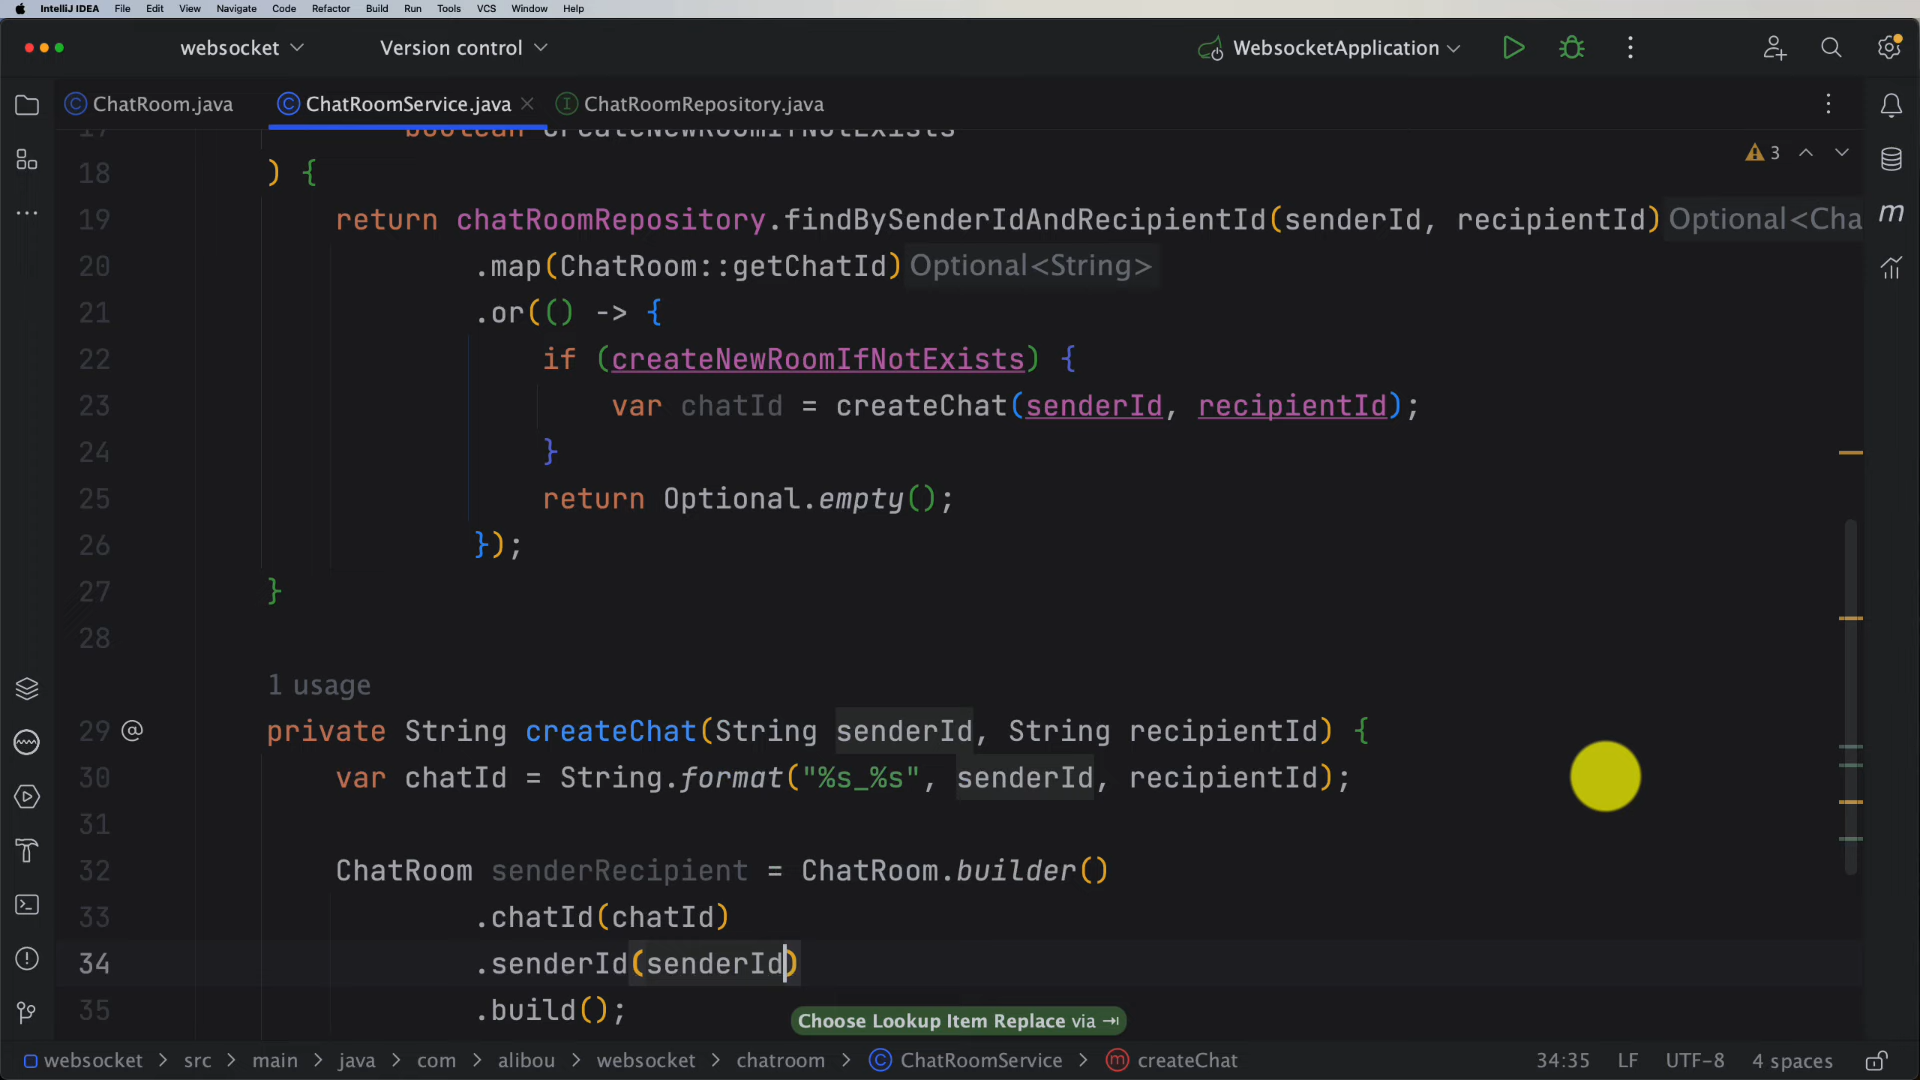 IntelliJ IDEA File Edit View Navigate Code Refactor Build Run Tools VCS Window Help
websocket Version control WebsocketApplication
ChatRoom.java ChatRoomService.java ChatRoomRepository.java
17 boolean createNewRoomIfNotExists
3
18 ) {
19 return chatRoomRepository.findBySenderIdAndRecipientId(senderId, recipientId) Optional<Cha
20 .map(ChatRoom::getChatId) Optional<String>
21 .or(() -> {
22 if (createNewRoomIfNotExists) {
23 var chatId = createChat(senderId, recipientId);
24 }
25 return Optional.empty();
26 });
27 }
28
1 usage
29 @ private String createChat(String senderId, String recipientId) {
30 var chatId = String.format("%s_%s", senderId, recipientId);
31
32 ChatRoom senderRecipient = ChatRoom.builder()
33 .chatId(chatId)
34 .senderId(senderId)
35 .build();
Choose Lookup Item Replace via
websocket > src > main > java > com > alibou > websocket > chatroom > ChatRoomService > createChat 34:35 LF UTF-8 4 spaces